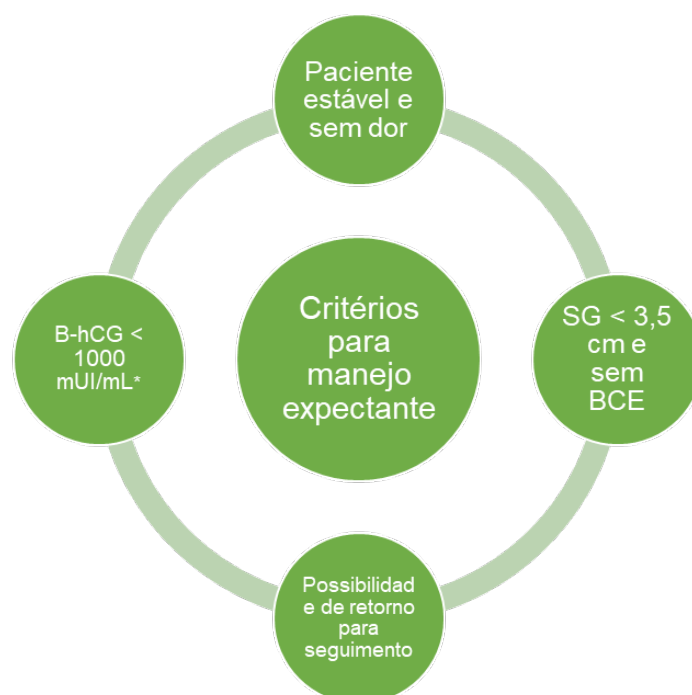 Paciente
estável e
sem dor
Critérios
para
manejo
expectante
B-hCG <
1000
mUI/mL*
SG < 3,5
cm e
sem
BCE
Possibilidad
e de retorno
para
seguimento